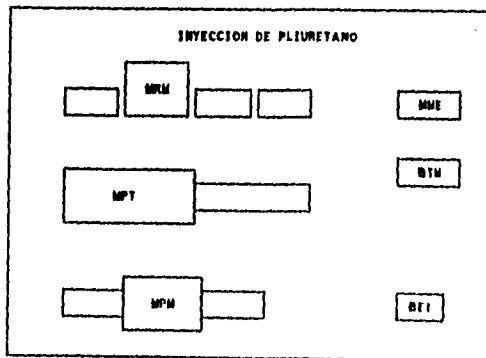 INYECCION DE PLIURETANO
MRM
MME
BTM
MPT
MPM
BEI